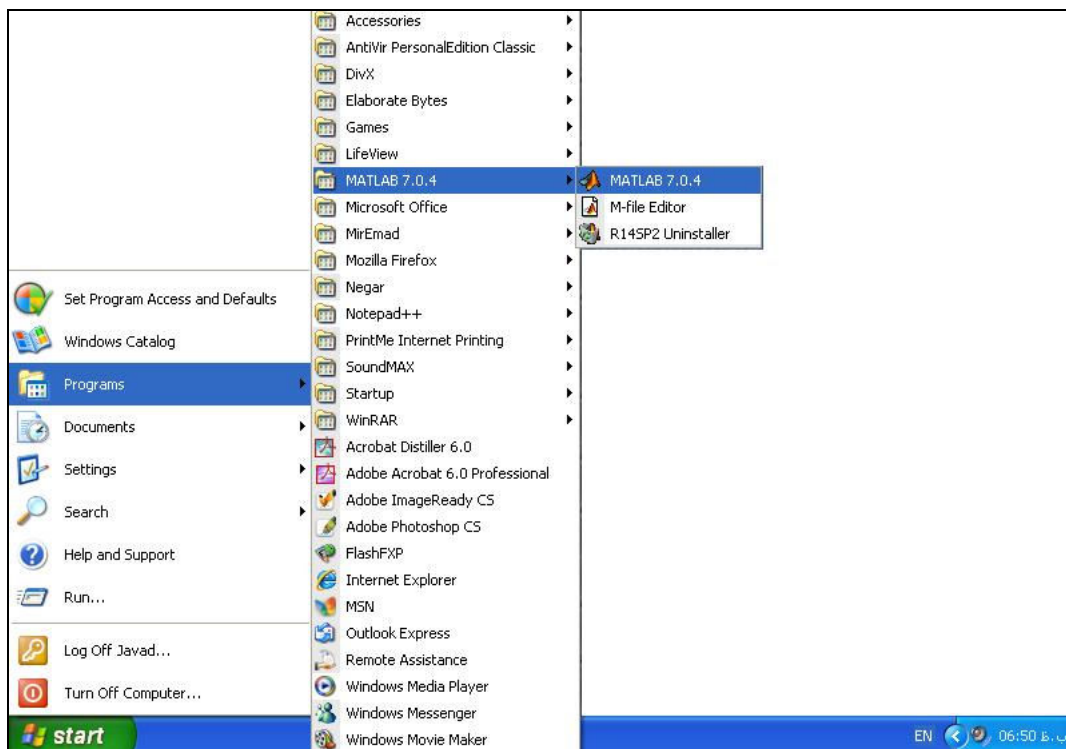 Accessories
AntiVir PersonalEdition Classic
DivX
Elaborate Bytes
Games
LifeView
MATLAB 7.0.4
Microsoft Office
MirEmad
Mozilla Firefox
Negar
Notepad++
PrintMe Internet Printing
SoundMAX
Startup
WinRAR
Acrobat Distiller 6.0
Adobe Acrobat 6.0 Professional
Adobe ImageReady CS
Adobe Photoshop CS
FlashFXP
Internet Explorer
MSN
Outlook Express
Remote Assistance
Windows Media Player
Windows Messenger
Windows Movie Maker
MATLAB 7.0.4
M-file Editor
R14SP2 Uninstaller
Set Program Access and Defaults
Windows Catalog
Programs
Documents
Settings
Search
Help and Support
Run...
Log Off Javad...
Turn Off Computer...
start
EN
06:50 ب.ظ